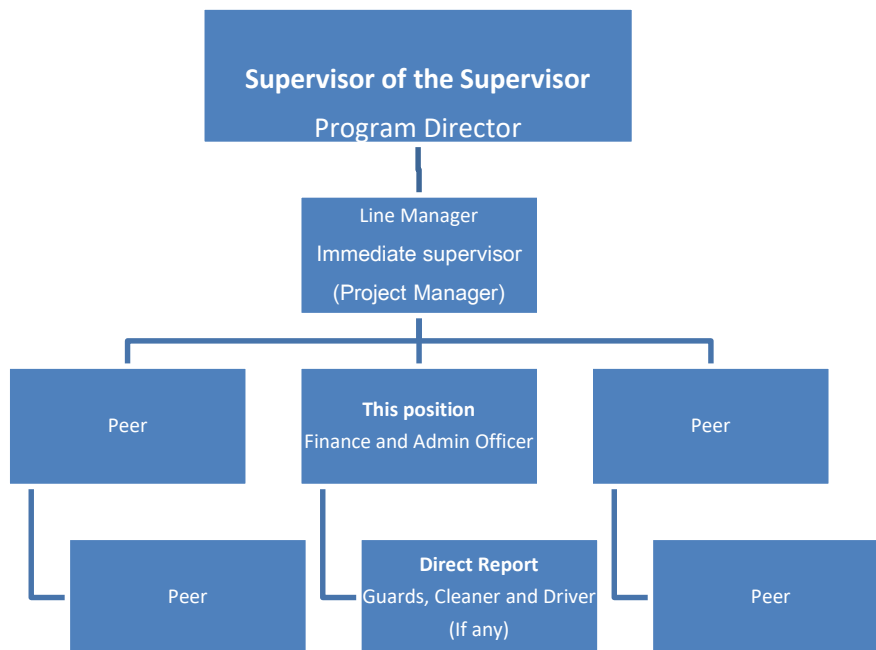 Supervisor of the Supervisor
Program Director
Line Manager
Immediate supervisor
(Project Manager)
Peer
This position
Finance and Admin Officer
Peer
Peer
Direct Report
Guards, Cleaner and Driver
(If any)
Peer